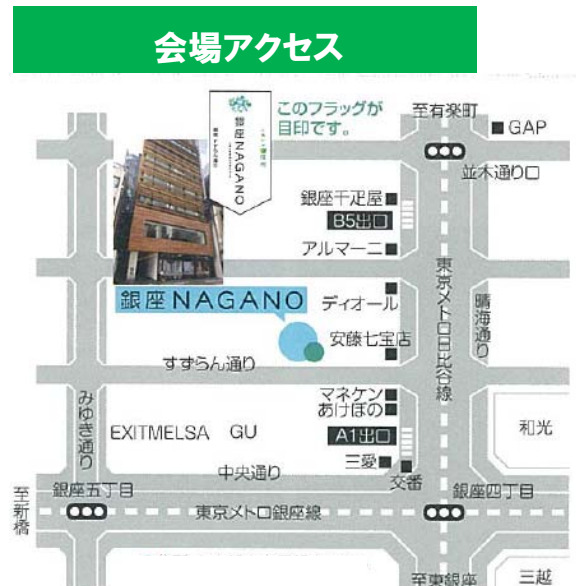 会場アクセス
このフラッグが
目印です。
銀座NAGANO
至有楽町
GAP
並木通り口
銀座千疋屋
B5出口
アルマーニ
銀座NAGANO
ディオール
安藤七宝店
東京メトロ日比谷線
晴海通り
すずらん通り
マネケン
あけぼの
みゆき通り
EXITMELSA GU
A1出口
和光
三愛
交番
中央通り
至新橋
銀座五丁目
東京メトロ銀座線
銀座四丁目
至東銀座
三越